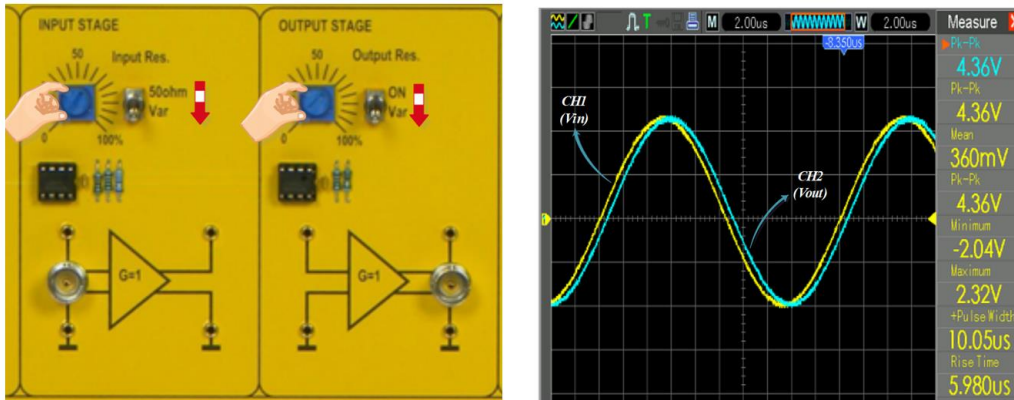 INPUT STAGE
50
Input Res.
50ohm
Var
0
100%
G=1
OUTPUT STAGE
50
Output Res.
ON
Var
0
100%
G=1
T
M 2.00us
W 2.00us
Measure
-8.350us
CH1
(Vin)
CH2
(Vout)
Pk-Pk
4.36V
Pk-Pk
4.36V
Mean
360mV
Pk-Pk
4.36V
Minimum
-2.04V
Maximum
2.32V
+Pulse Width
10.05us
Rise Time
5.980us